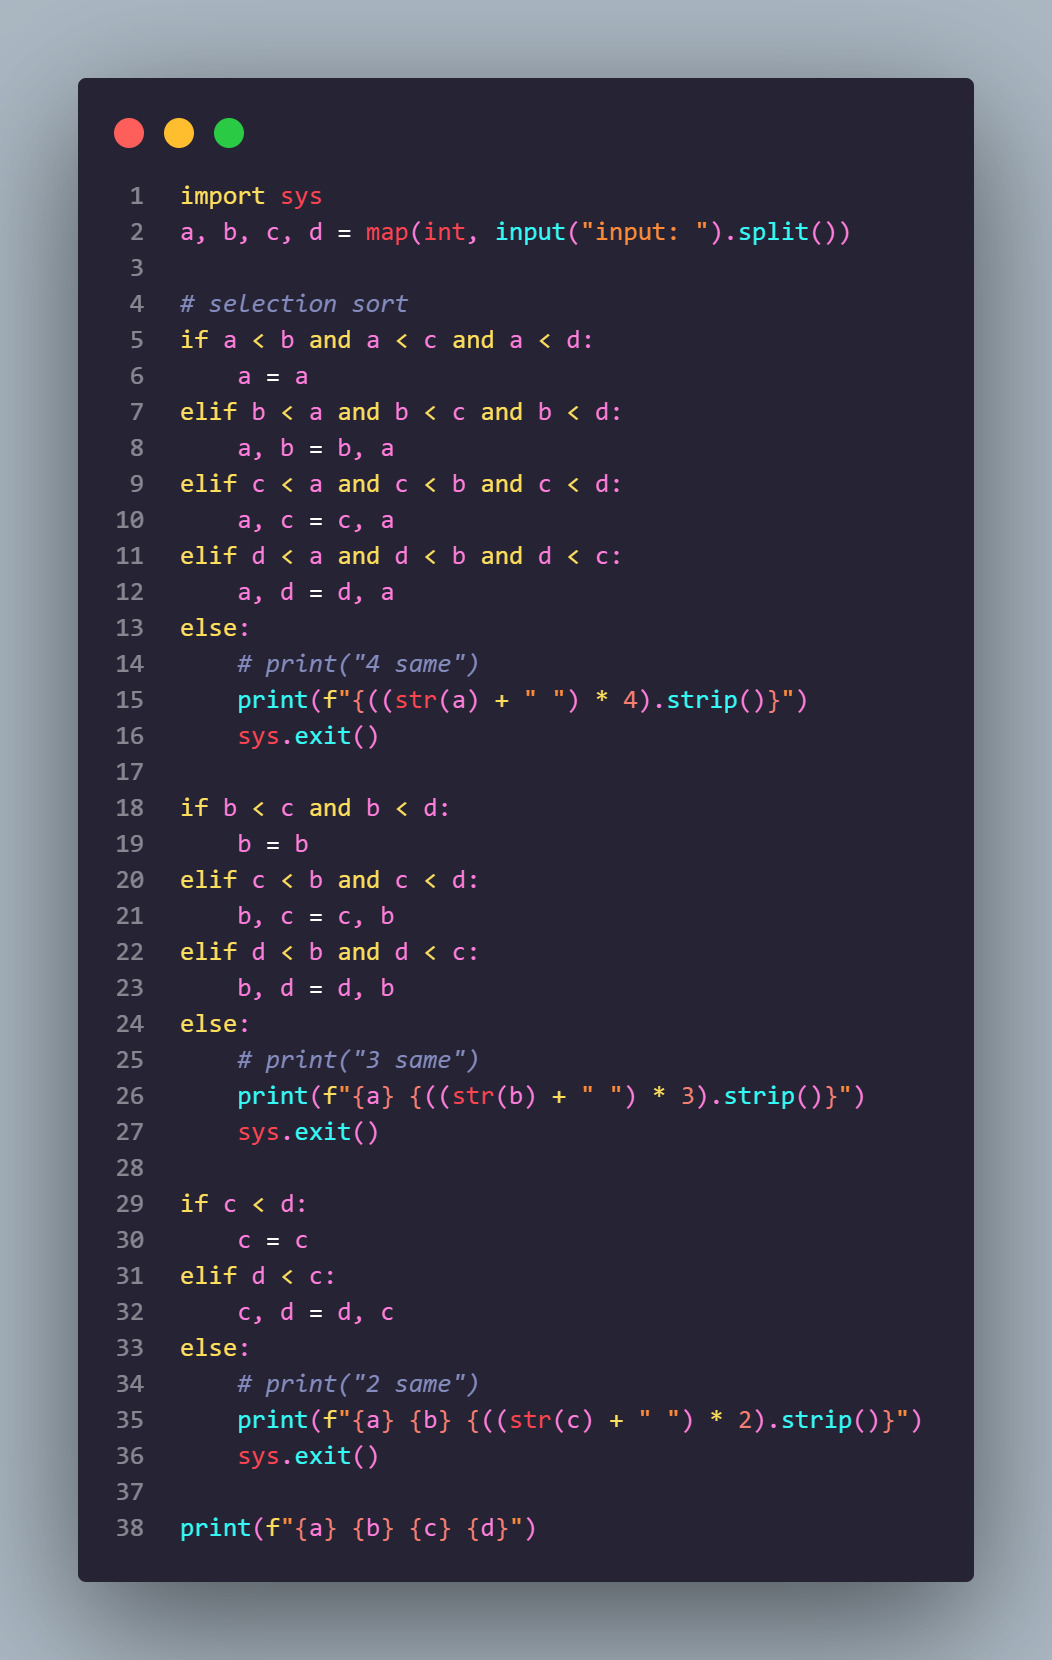 1 import sys
2 a, b, c, d = map(int, input("input: ").split())
3
4 # selection sort
5 if a < b and a < c and a < d:
6     a = a
7 elif b < a and b < c and b < d:
8     a, b = b, a
9 elif c < a and c < b and c < d:
10     a, c = c, a
11 elif d < a and d < b and d < c:
12     a, d = d, a
13 else:
14     # print("4 same")
15     print(f"{((str(a) + " ") * 4).strip()}")
16     sys.exit()
17
18 if b < c and b < d:
19     b = b
20 elif c < b and c < d:
21     b, c = c, b
22 elif d < b and d < c:
23     b, d = d, b
24 else:
25     # print("3 same")
26     print(f"{a} {((str(b) + " ") * 3).strip()}")
27     sys.exit()
28
29 if c < d:
30     c = c
31 elif d < c:
32     c, d = d, c
33 else:
34     # print("2 same")
35     print(f"{a} {b} {((str(c) + " ") * 2).strip()}")
36     sys.exit()
37
38 print(f"{a} {b} {c} {d}")